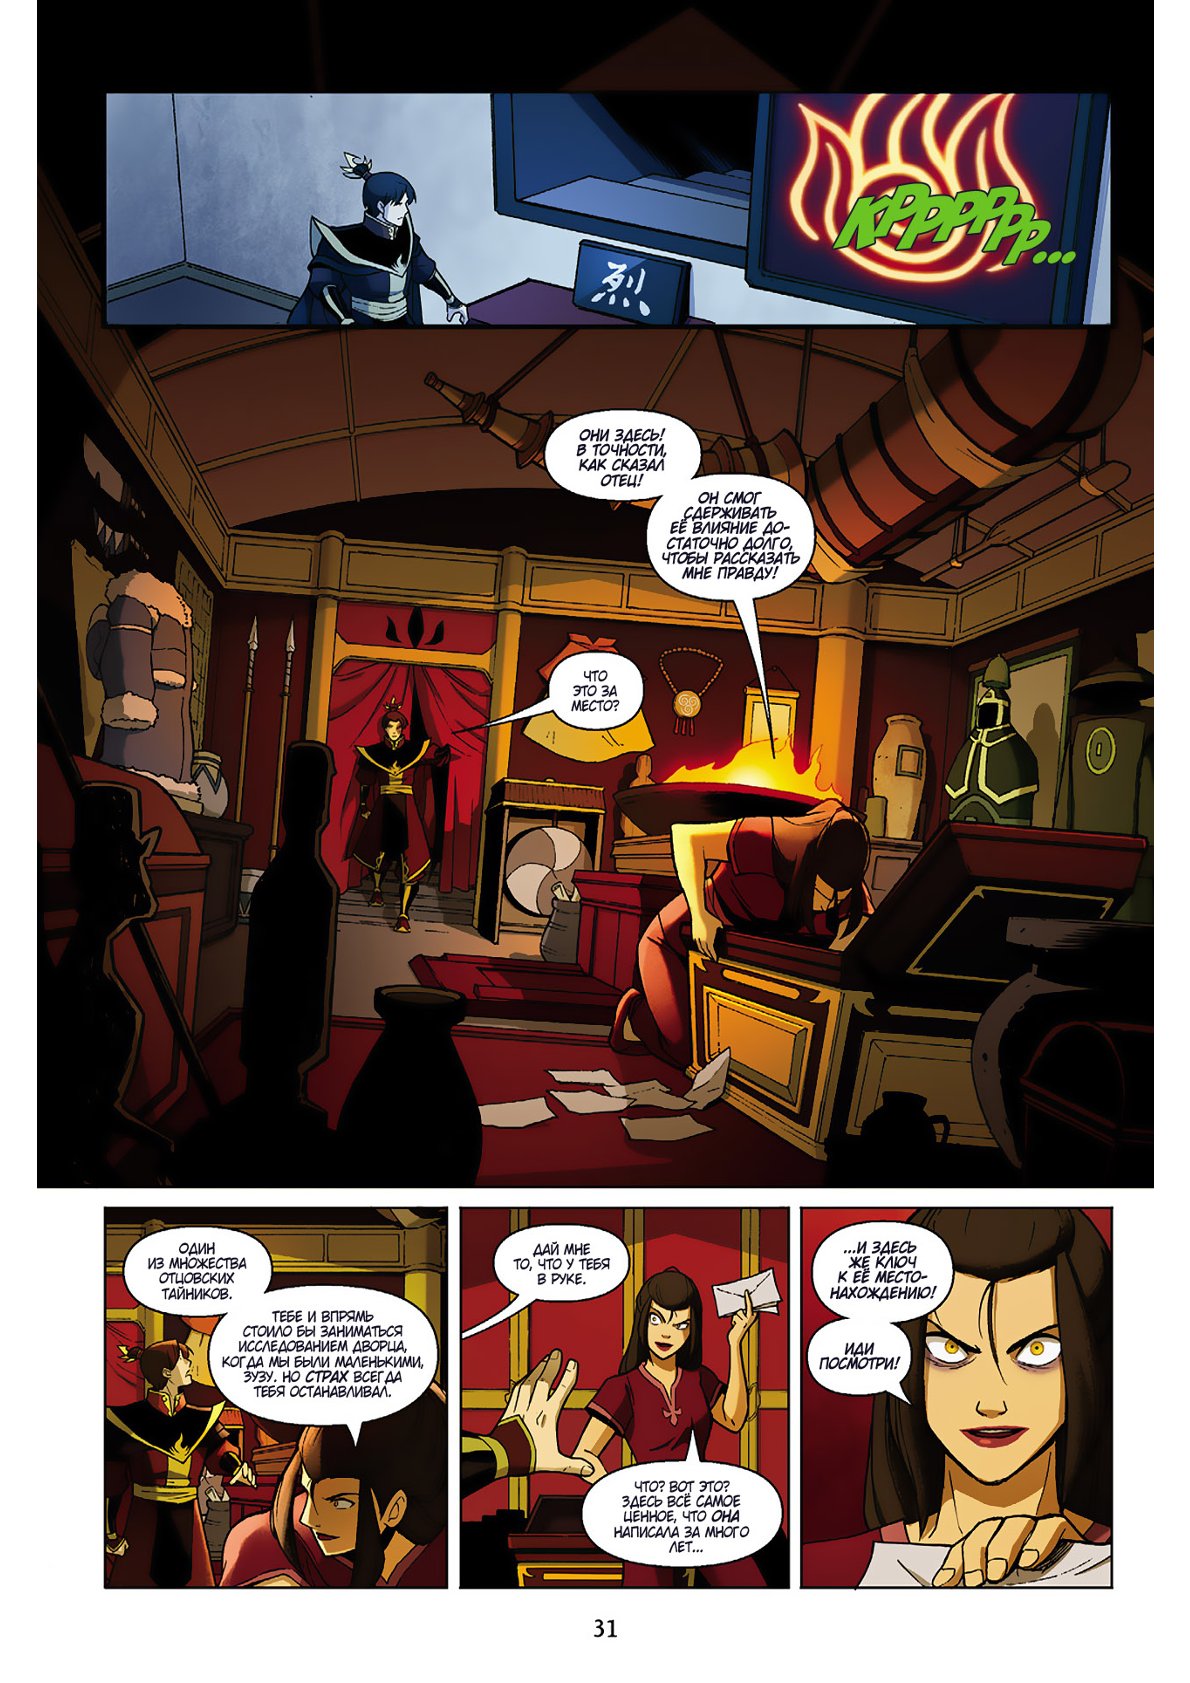 КРРРРРР...
烈
ОНИ ЗДЕСЬ!
В ТОЧНОСТИ,
КАК СКАЗАЛ
ОТЕЦ!
ОН СМОГ
СДЕРЖИВАТЬ
ЕЁ ВЛИЯНИЕ ДО-
СТАТОЧНО ДОЛГО,
ЧТОБЫ РАССКАЗАТЬ
МНЕ ПРАВДУ!
ЧТО
ЭТО ЗА
МЕСТО?
ОДИН
ИЗ МНОЖЕСТВА
ОТЦОВСКИХ
ТАЙНИКОВ.
ТЕБЕ И ВПРЯМЬ
СТОИЛО БЫ ЗАНИМАТЬСЯ
ИССЛЕДОВАНИЕМ ДВОРЦА,
КОГДА МЫ БЫЛИ МАЛЕНЬКИМИ,
ЗУЗУ. НО СТРАХ ВСЕГДА
ТЕБЯ ОСТАНАВЛИВАЛ.
ДАЙ МНЕ
ТО, ЧТО У ТЕБЯ
В РУКЕ.
ЧТО? ВОТ ЭТО?
ЗДЕСЬ ВСЁ САМОЕ
ЦЕННОЕ, ЧТО ОНА
НАПИСАЛА ЗА МНОГО
ЛЕТ...
...И ЗДЕСЬ
ЖЕ КЛЮЧ
К ЕЁ МЕСТО-
НАХОЖДЕНИЮ!
ИДИ
ПОСМОТРИ!
31